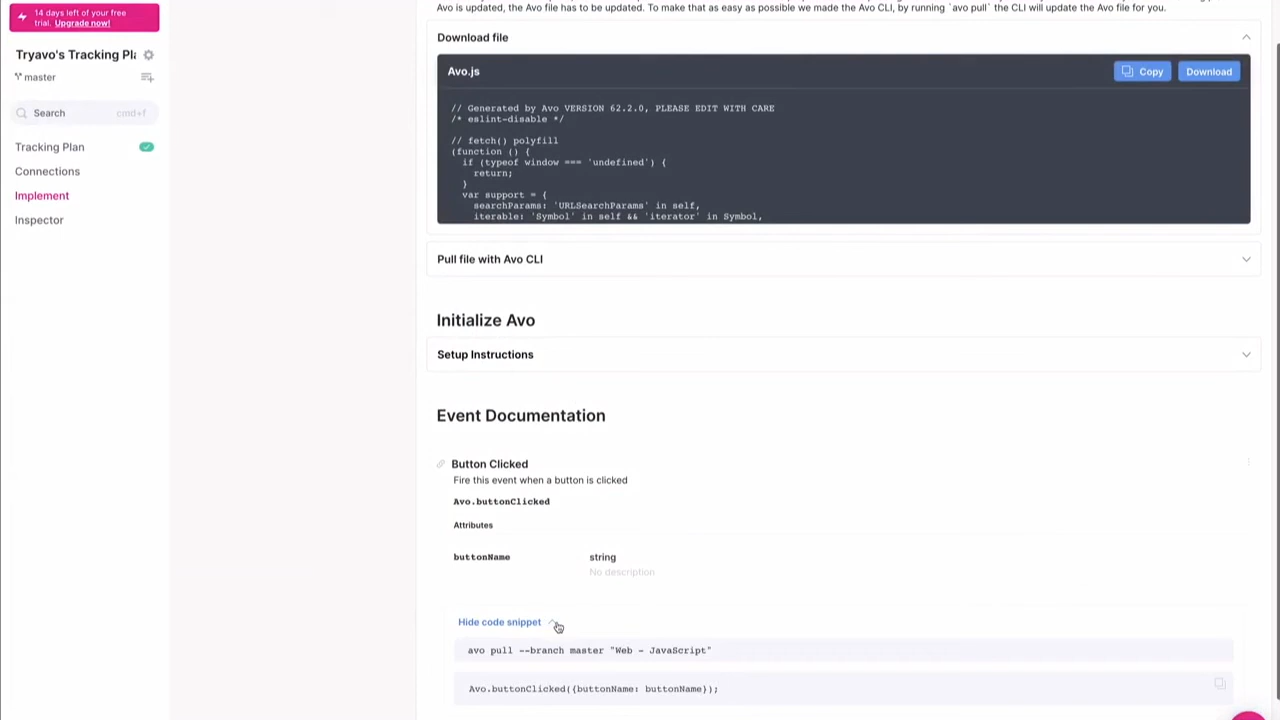 14 days left of your free
trial. Upgrade now!
Tryavo's Tracking Pl
master
Search cmd+f
Tracking Plan
Connections
Implement
Inspector
Avo is updated, the Avo file has to be updated. To make that as easy as possible we made the Avo CLI, by running `avo pull` the CLI will update the Avo file for you.
Download file
Avo.js
Copy
Download
// Generated by Avo VERSION 62.2.0, PLEASE EDIT WITH CARE
/* eslint-disable */
// fetch() polyfill
(function () {
if (typeof window === 'undefined') {
return;
}
var support = {
searchParams: 'URLSearchParams' in self,
iterable: 'Symbol' in self && 'iterator' in Symbol,
Pull file with Avo CLI
Initialize Avo
Setup Instructions
Event Documentation
Button Clicked
Fire this event when a button is clicked
Avo.buttonClicked
Attributes
buttonName string
No description
Hide code snippet
avo pull --branch master "Web - JavaScript"
Avo.buttonClicked({buttonName: buttonName});